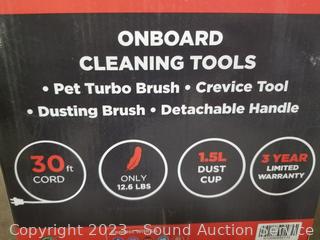 ONBOARD
CLEANING TOOLS
• Pet Turbo Brush • Crevice Tool
• Dusting Brush • Detachable Handle
30 ft
CORD
ONLY
12.6 LBS
1.5L
DUST
CUP
3 YEAR
LIMITED
WARRANTY
Copyright 2023 - Sound Auction Service